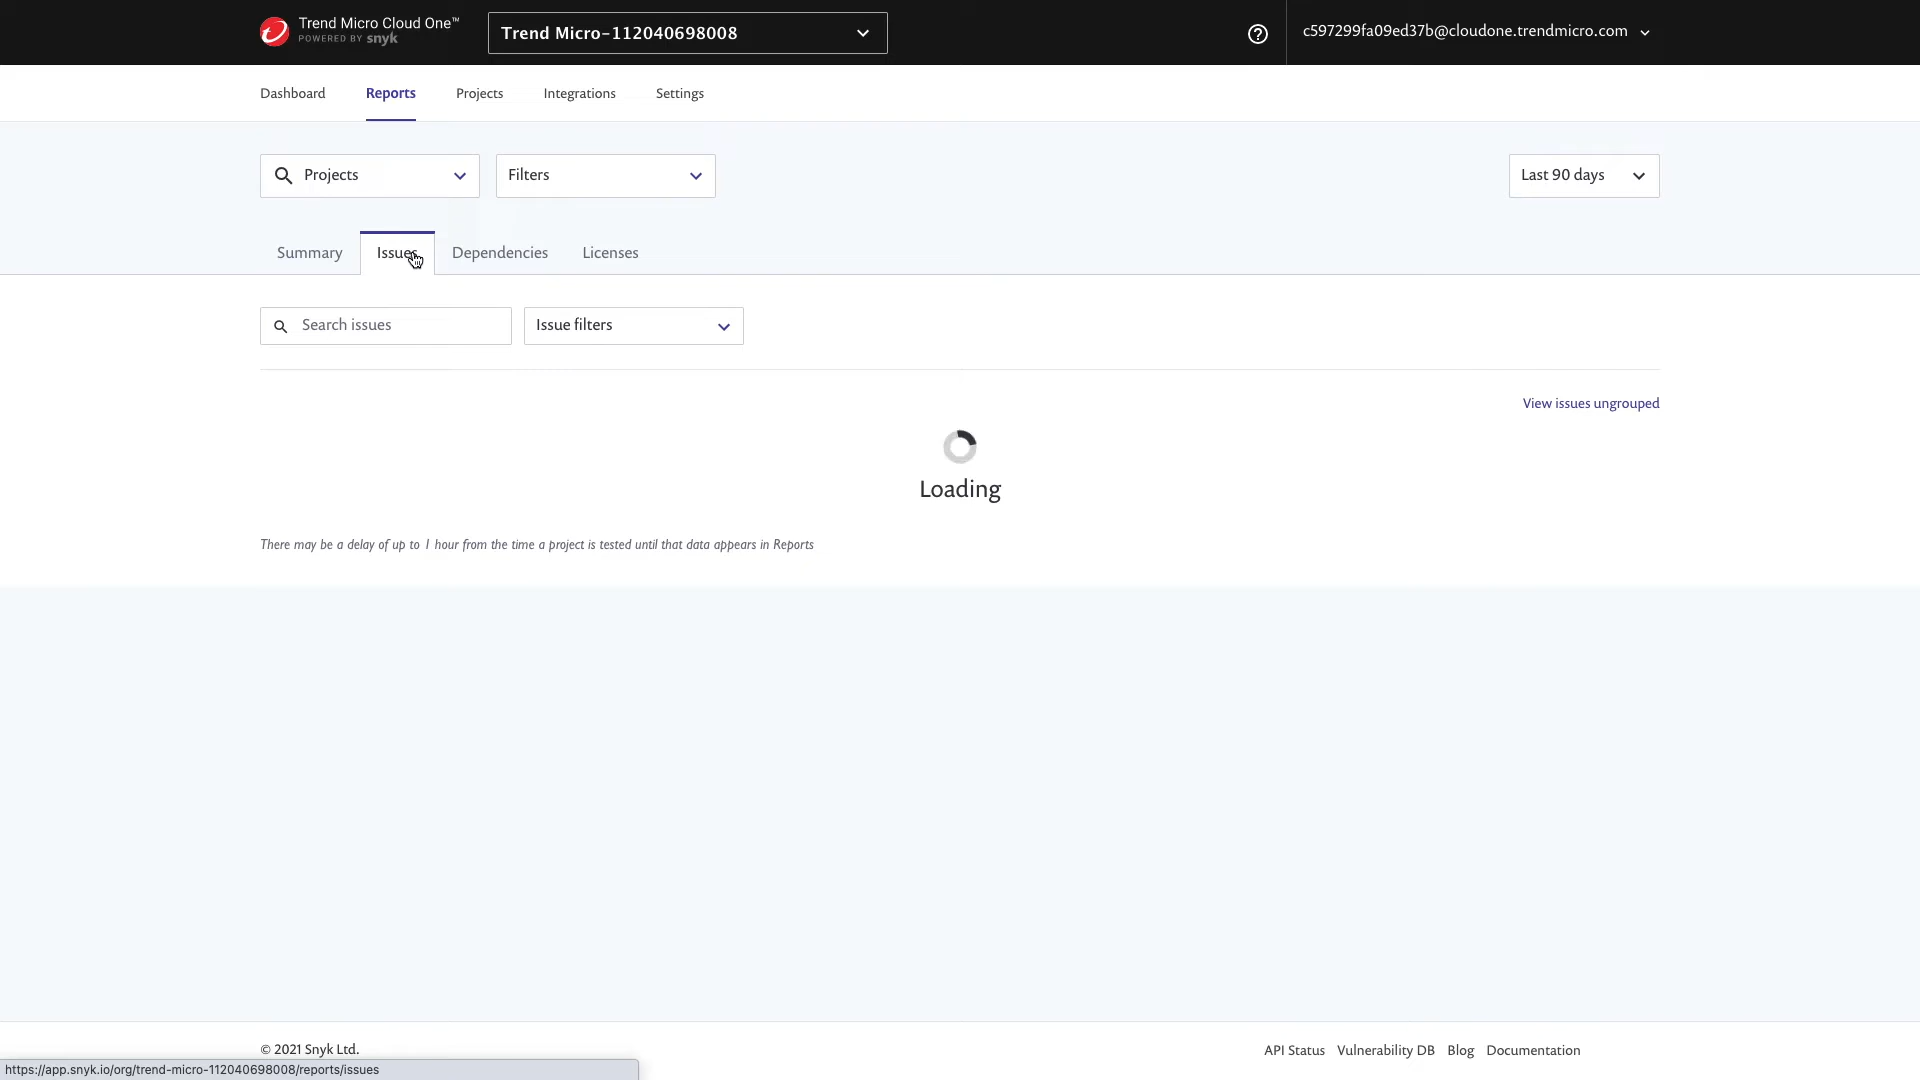 Trend Micro Cloud One™
POWERED BY snyk
Trend Micro-112040698008
c597299fa09ed37b@cloudone.trendmicro.com
Dashboard
Reports
Projects
Integrations
Settings
Projects
Filters
Last 90 days
Summary
Issues
Dependencies
Licenses
Search issues
Issue filters
View issues ungrouped
Loading
There may be a delay of up to 1 hour from the time a project is tested until that data appears in Reports
© 2021 Snyk Ltd.
API Status
Vulnerability DB
Blog
Documentation
https://app.snyk.io/org/trend-micro-112040698008/reports/issues